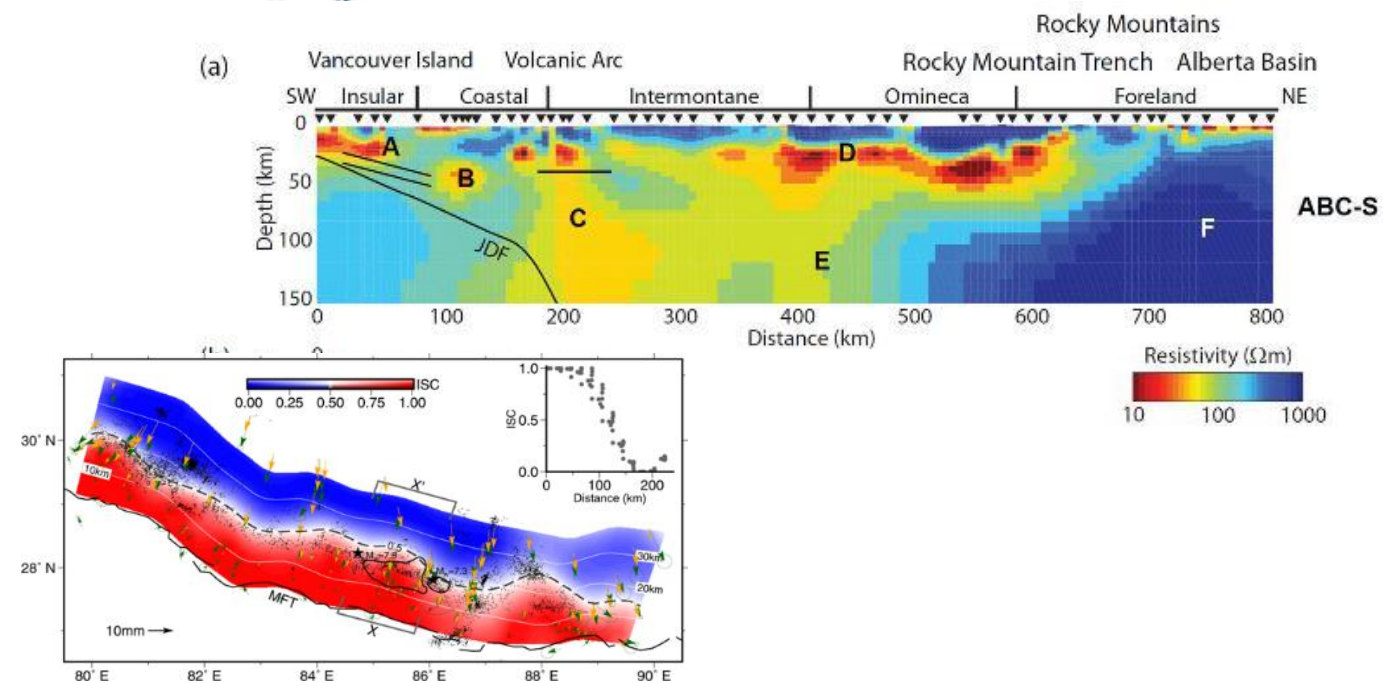 Rocky Mountains
(a) Vancouver Island Volcanic Arc Rocky Mountain Trench Alberta Basin
SW Insular Coastal Intermontane Omineca Foreland NE
0
50
100
150
Depth (km)
A
B
C
D
E
F
JDF
ABC-S
0 100 200 300 400 500 600 700 800
Distance (km)
Resistivity (Ωm)
10 100 1000
ISC
0.00 0.25 0.50 0.75 1.00
1.0
0.5
0.0
ISC
0 100 200
Distance (km)
30° N
28° N
10km
X'
0.5
30km
20km
MFT
X
10mm
80° E 82° E 84° E 86° E 88° E 90° E